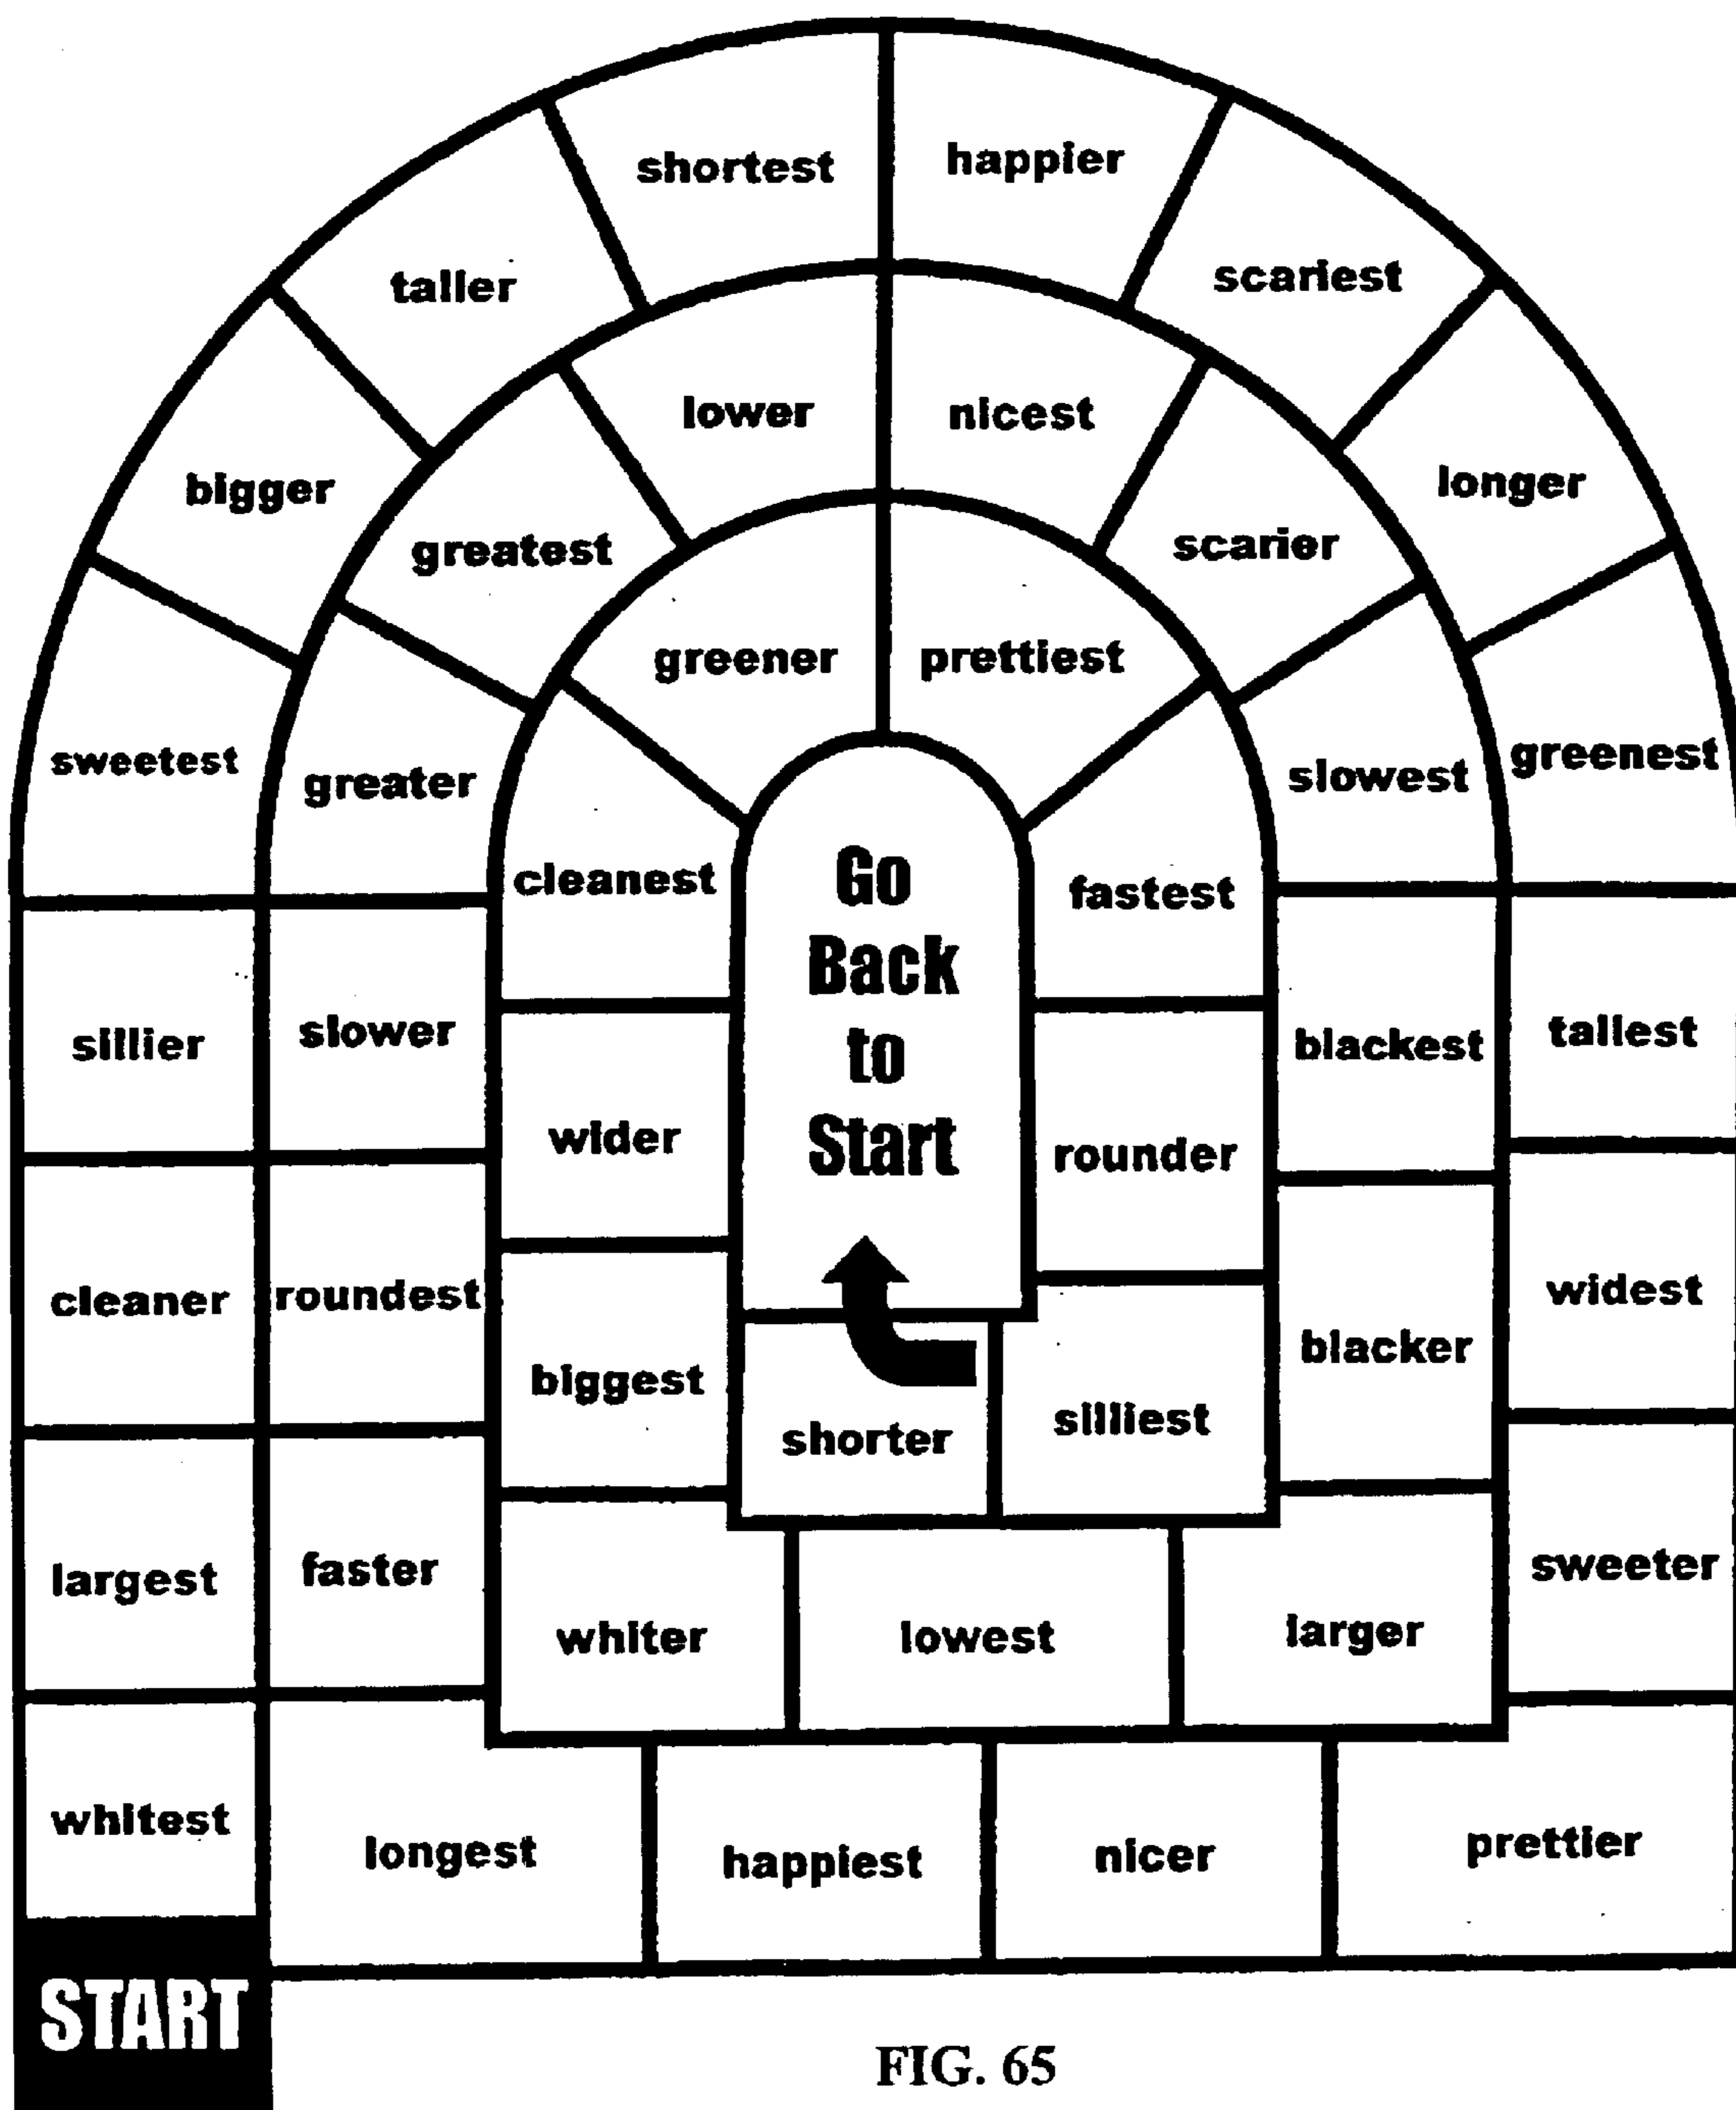 shortest
happier
taller
scariest
lower
nicest
bigger
longer
greatest
scarier
greener
prettiest
sweetest
greater
slowest
greenest
cleanest
Go
Back
to
Start
fastest
sillier
slower
blackest
tallest
wider
rounder
cleaner
roundest
widest
biggest
blacker
shorter
silliest
largest
faster
sweeter
whiter
lowest
larger
whitest
longest
happiest
nicer
prettier
START
FIG. 65